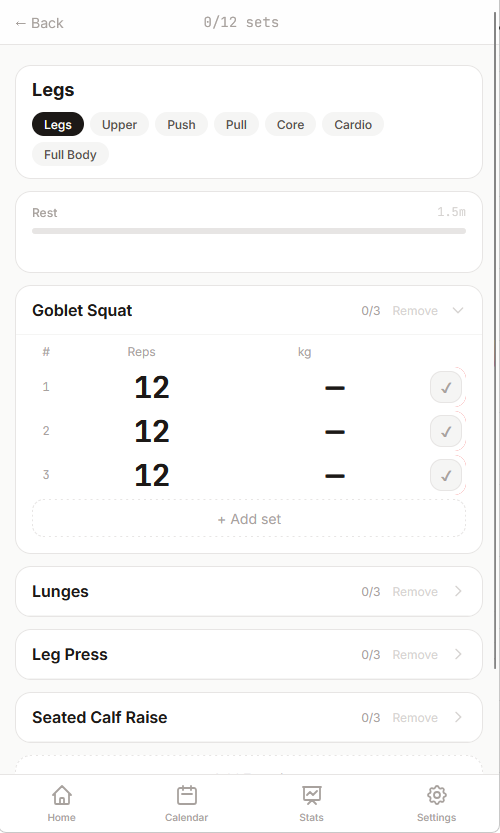 ← Back 0/12 sets
Legs
Legs Upper Push Pull Core Cardio
Full Body
Rest 1.5m
Goblet Squat 0/3 Remove
# Reps kg
1 12 –
2 12 –
3 12 –
+ Add set
Lunges 0/3 Remove
Leg Press 0/3 Remove
Seated Calf Raise 0/3 Remove
Home Calendar Stats Settings